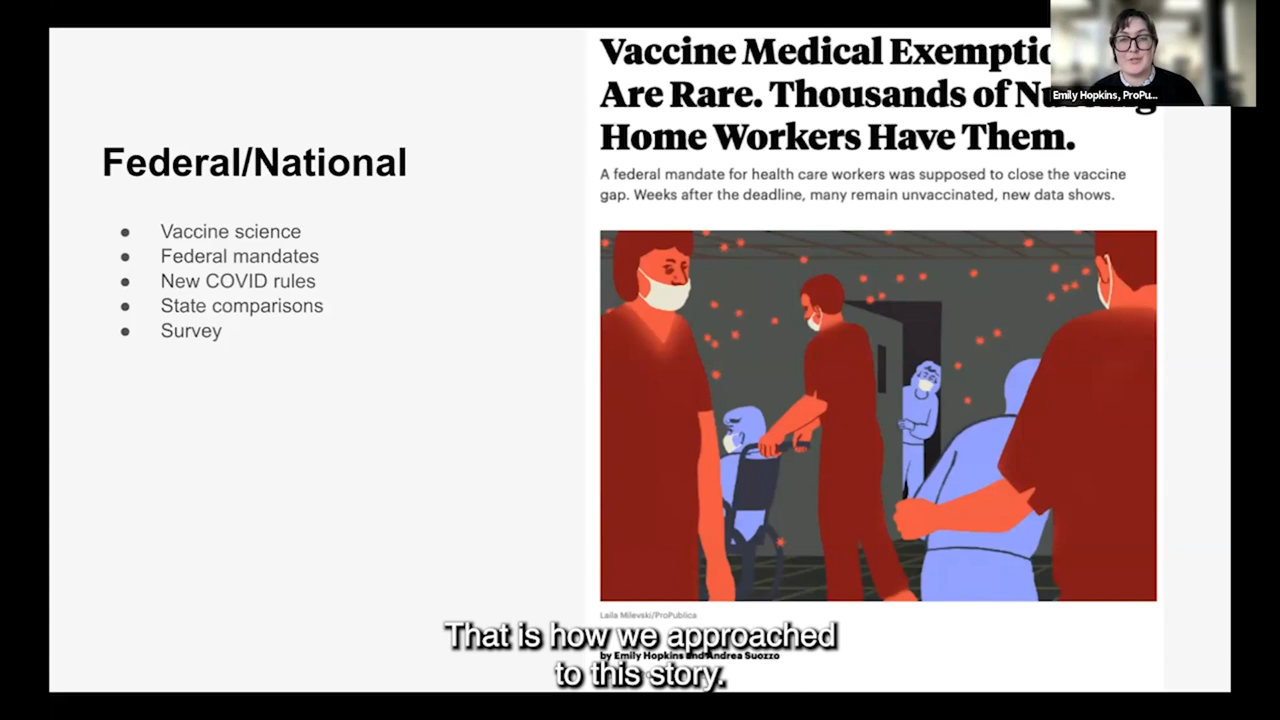 Vaccine Medical Exemptio
Are Rare. Thousands of Nursing
Home Workers Have Them.
A federal mandate for health care workers was supposed to close the vaccine
gap. Weeks after the deadline, many remain unvaccinated, new data shows.
Emily Hopkins, ProPu...
Federal/National
● Vaccine science
● Federal mandates
● New COVID rules
● State comparisons
● Survey
Laila Milevski/ProPublica
by Emily Hopkins and Andrea Suozzo
That is how we approached
to this story.